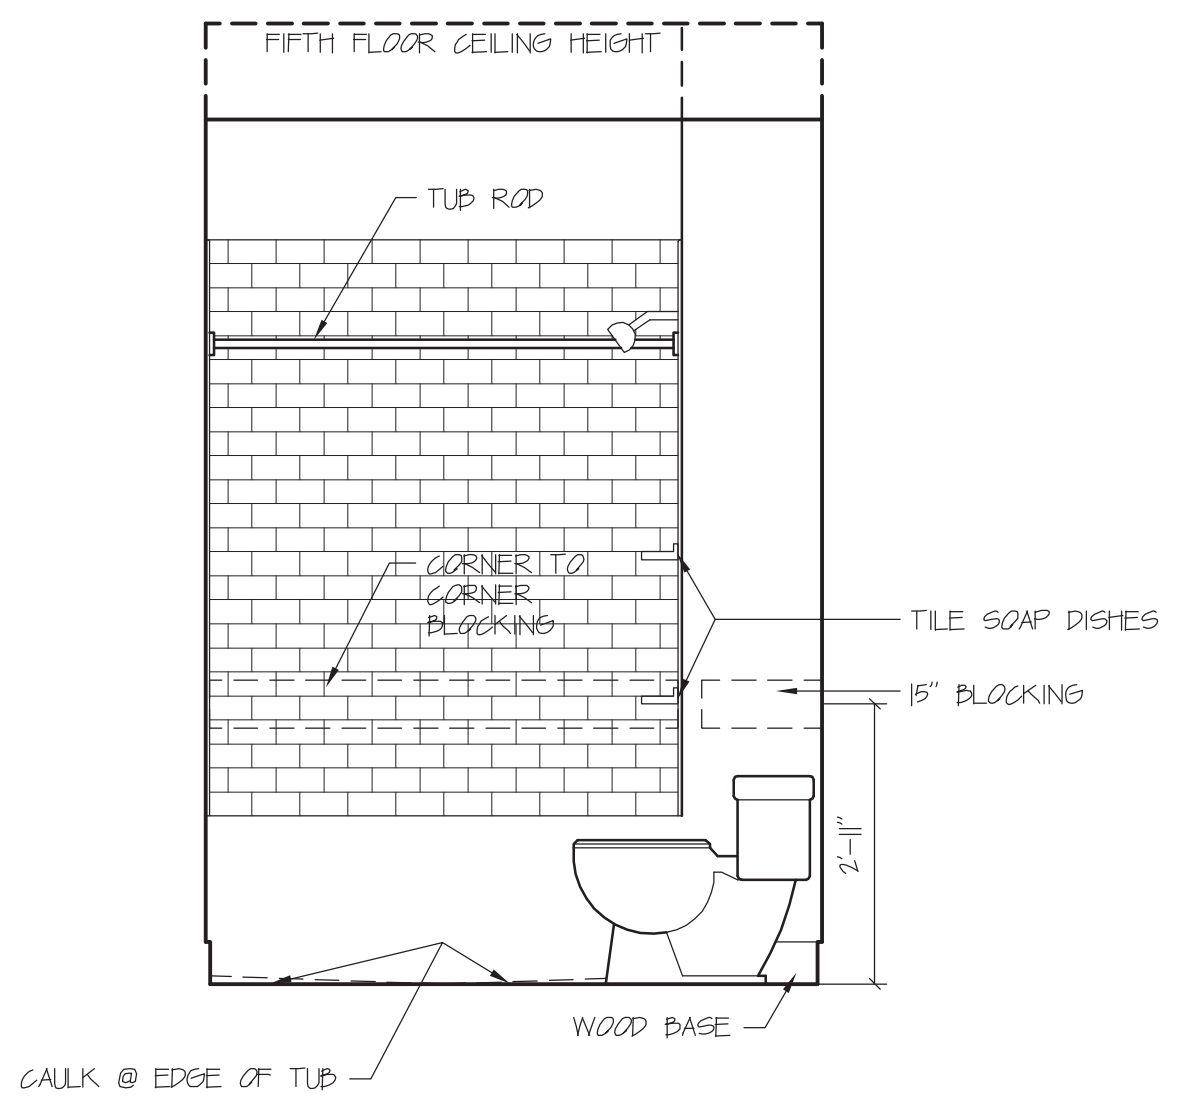 FIFTH FLOOR CEILING HEIGHT
TUB ROD
CORNER TO
CORNER
BLOCKING
TILE SOAP DISHES
15" BLOCKING
2'-11"
WOOD BASE
CAULK @ EDGE OF TUB